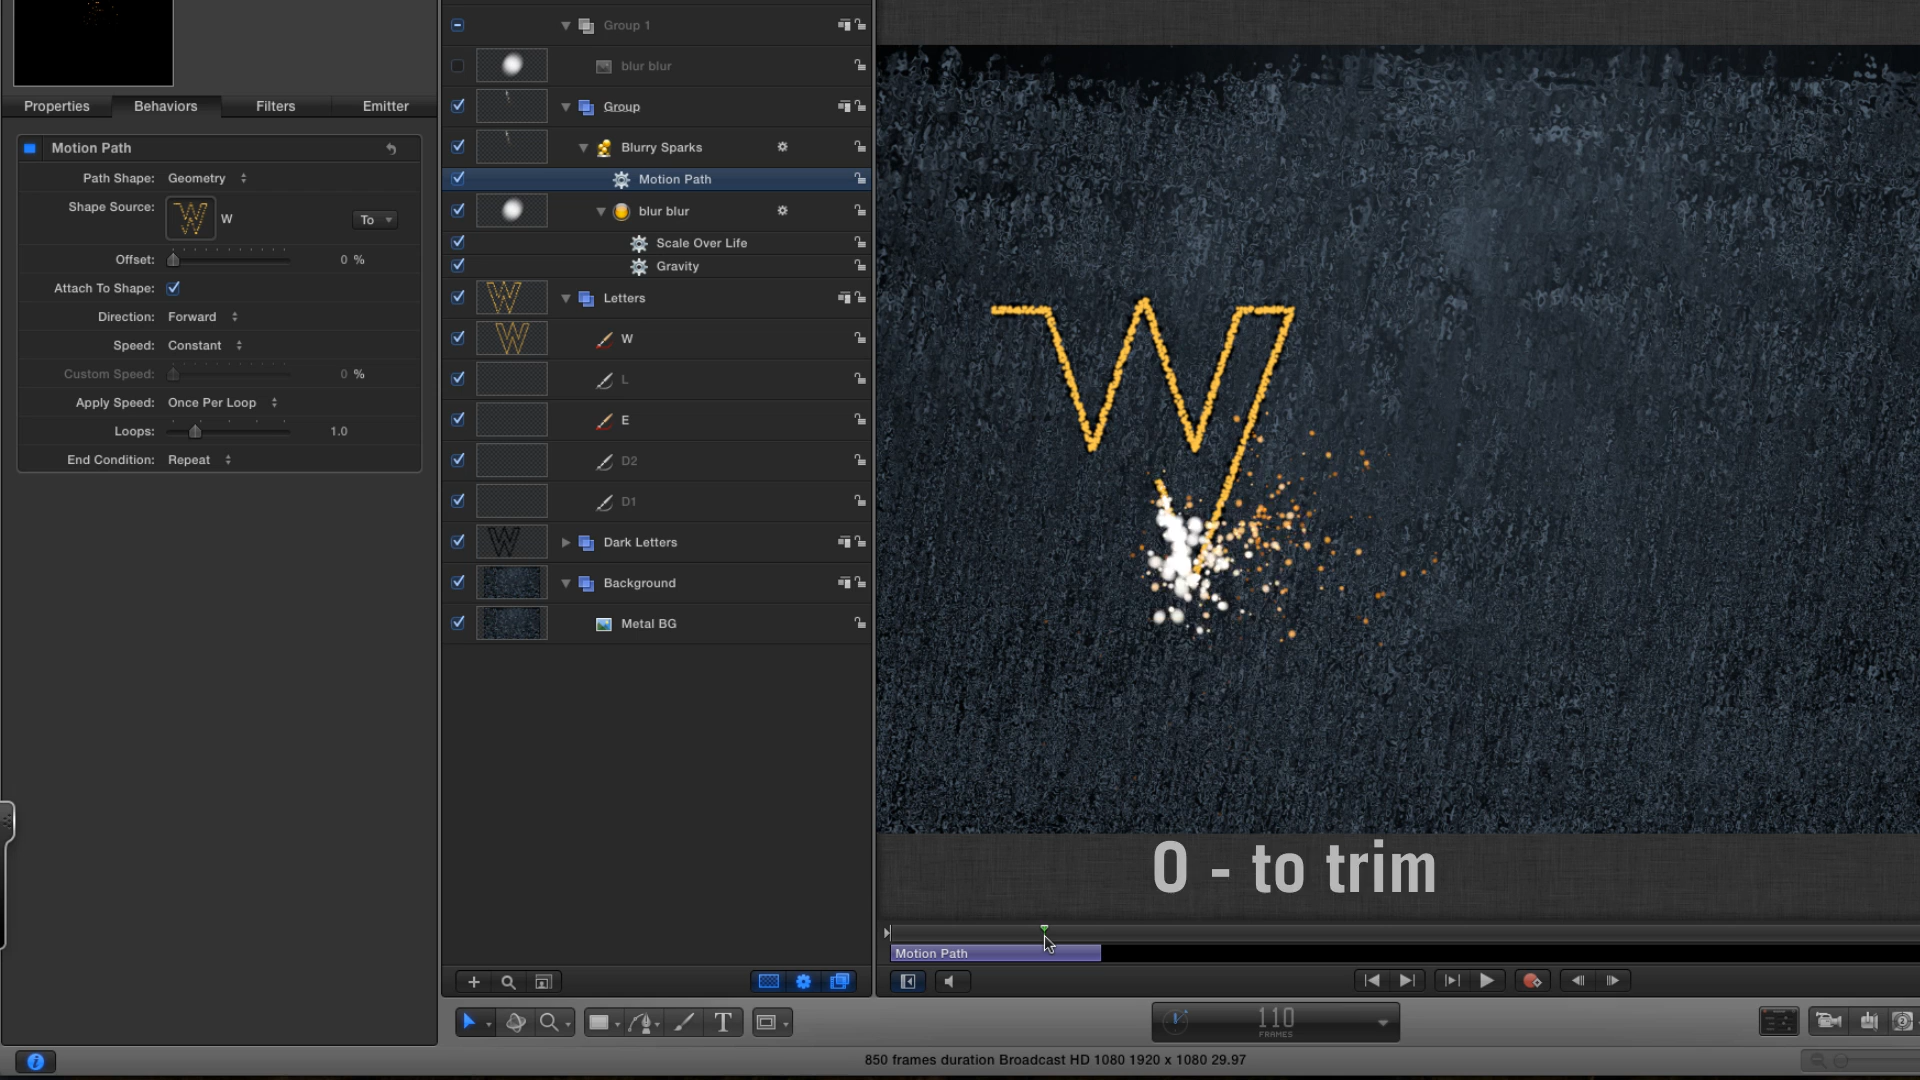 Group 1
blur blur
Properties
Behaviors
Filters
Emitter
Group
Motion Path
Blurry Sparks
Path Shape: Geometry
Motion Path
Shape Source: W To
blur blur
Scale Over Life
Offset: 0 %
Gravity
Attach To Shape:
Letters
Direction: Forward
W
Speed: Constant
Custom Speed: 0 %
L
Apply Speed: Once Per Loop
E
Loops: 1.0
End Condition: Repeat
D2
D1
Dark Letters
Background
Metal BG
W
0 - to trim
Motion Path
T
110
FRAMES
850 frames duration Broadcast HD 1080 1920 x 1080 29.97